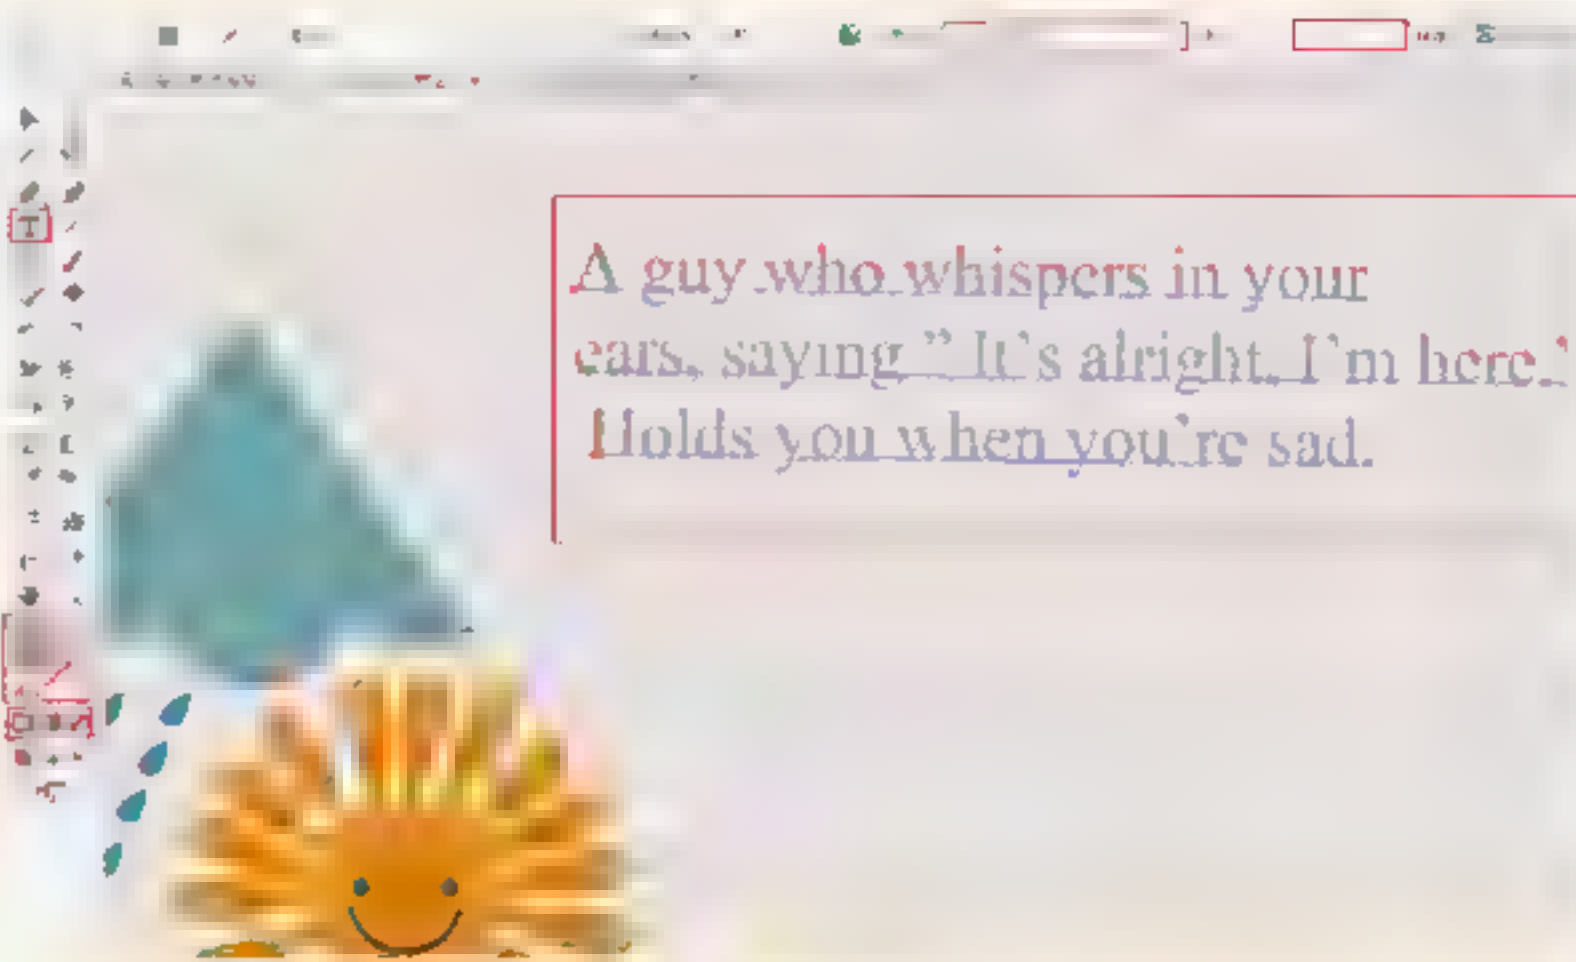 A guy who whispers in your
ears, saying ” It's alright. I'm here.'
Holds you when you're sad.